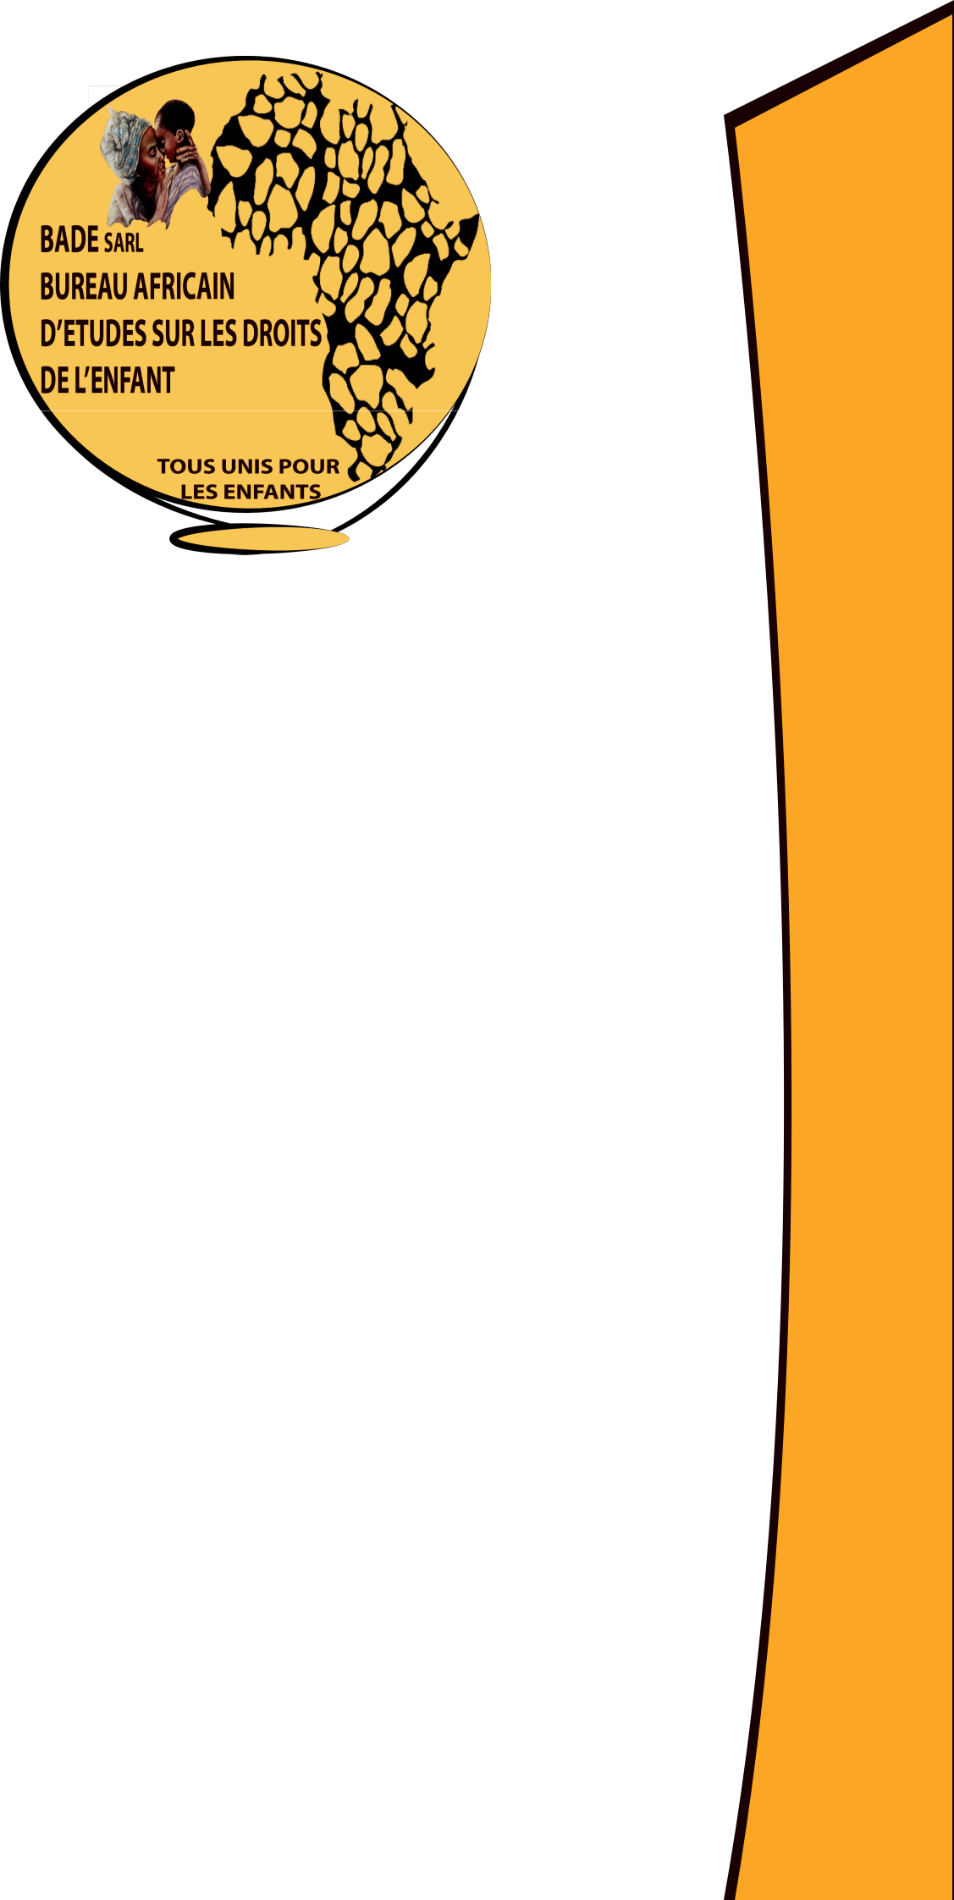 BADE SARL
BUREAU AFRICAIN
D’ETUDES SUR LES DROITS
DE L’ENFANT
TOUS UNIS POUR
LES ENFANTS